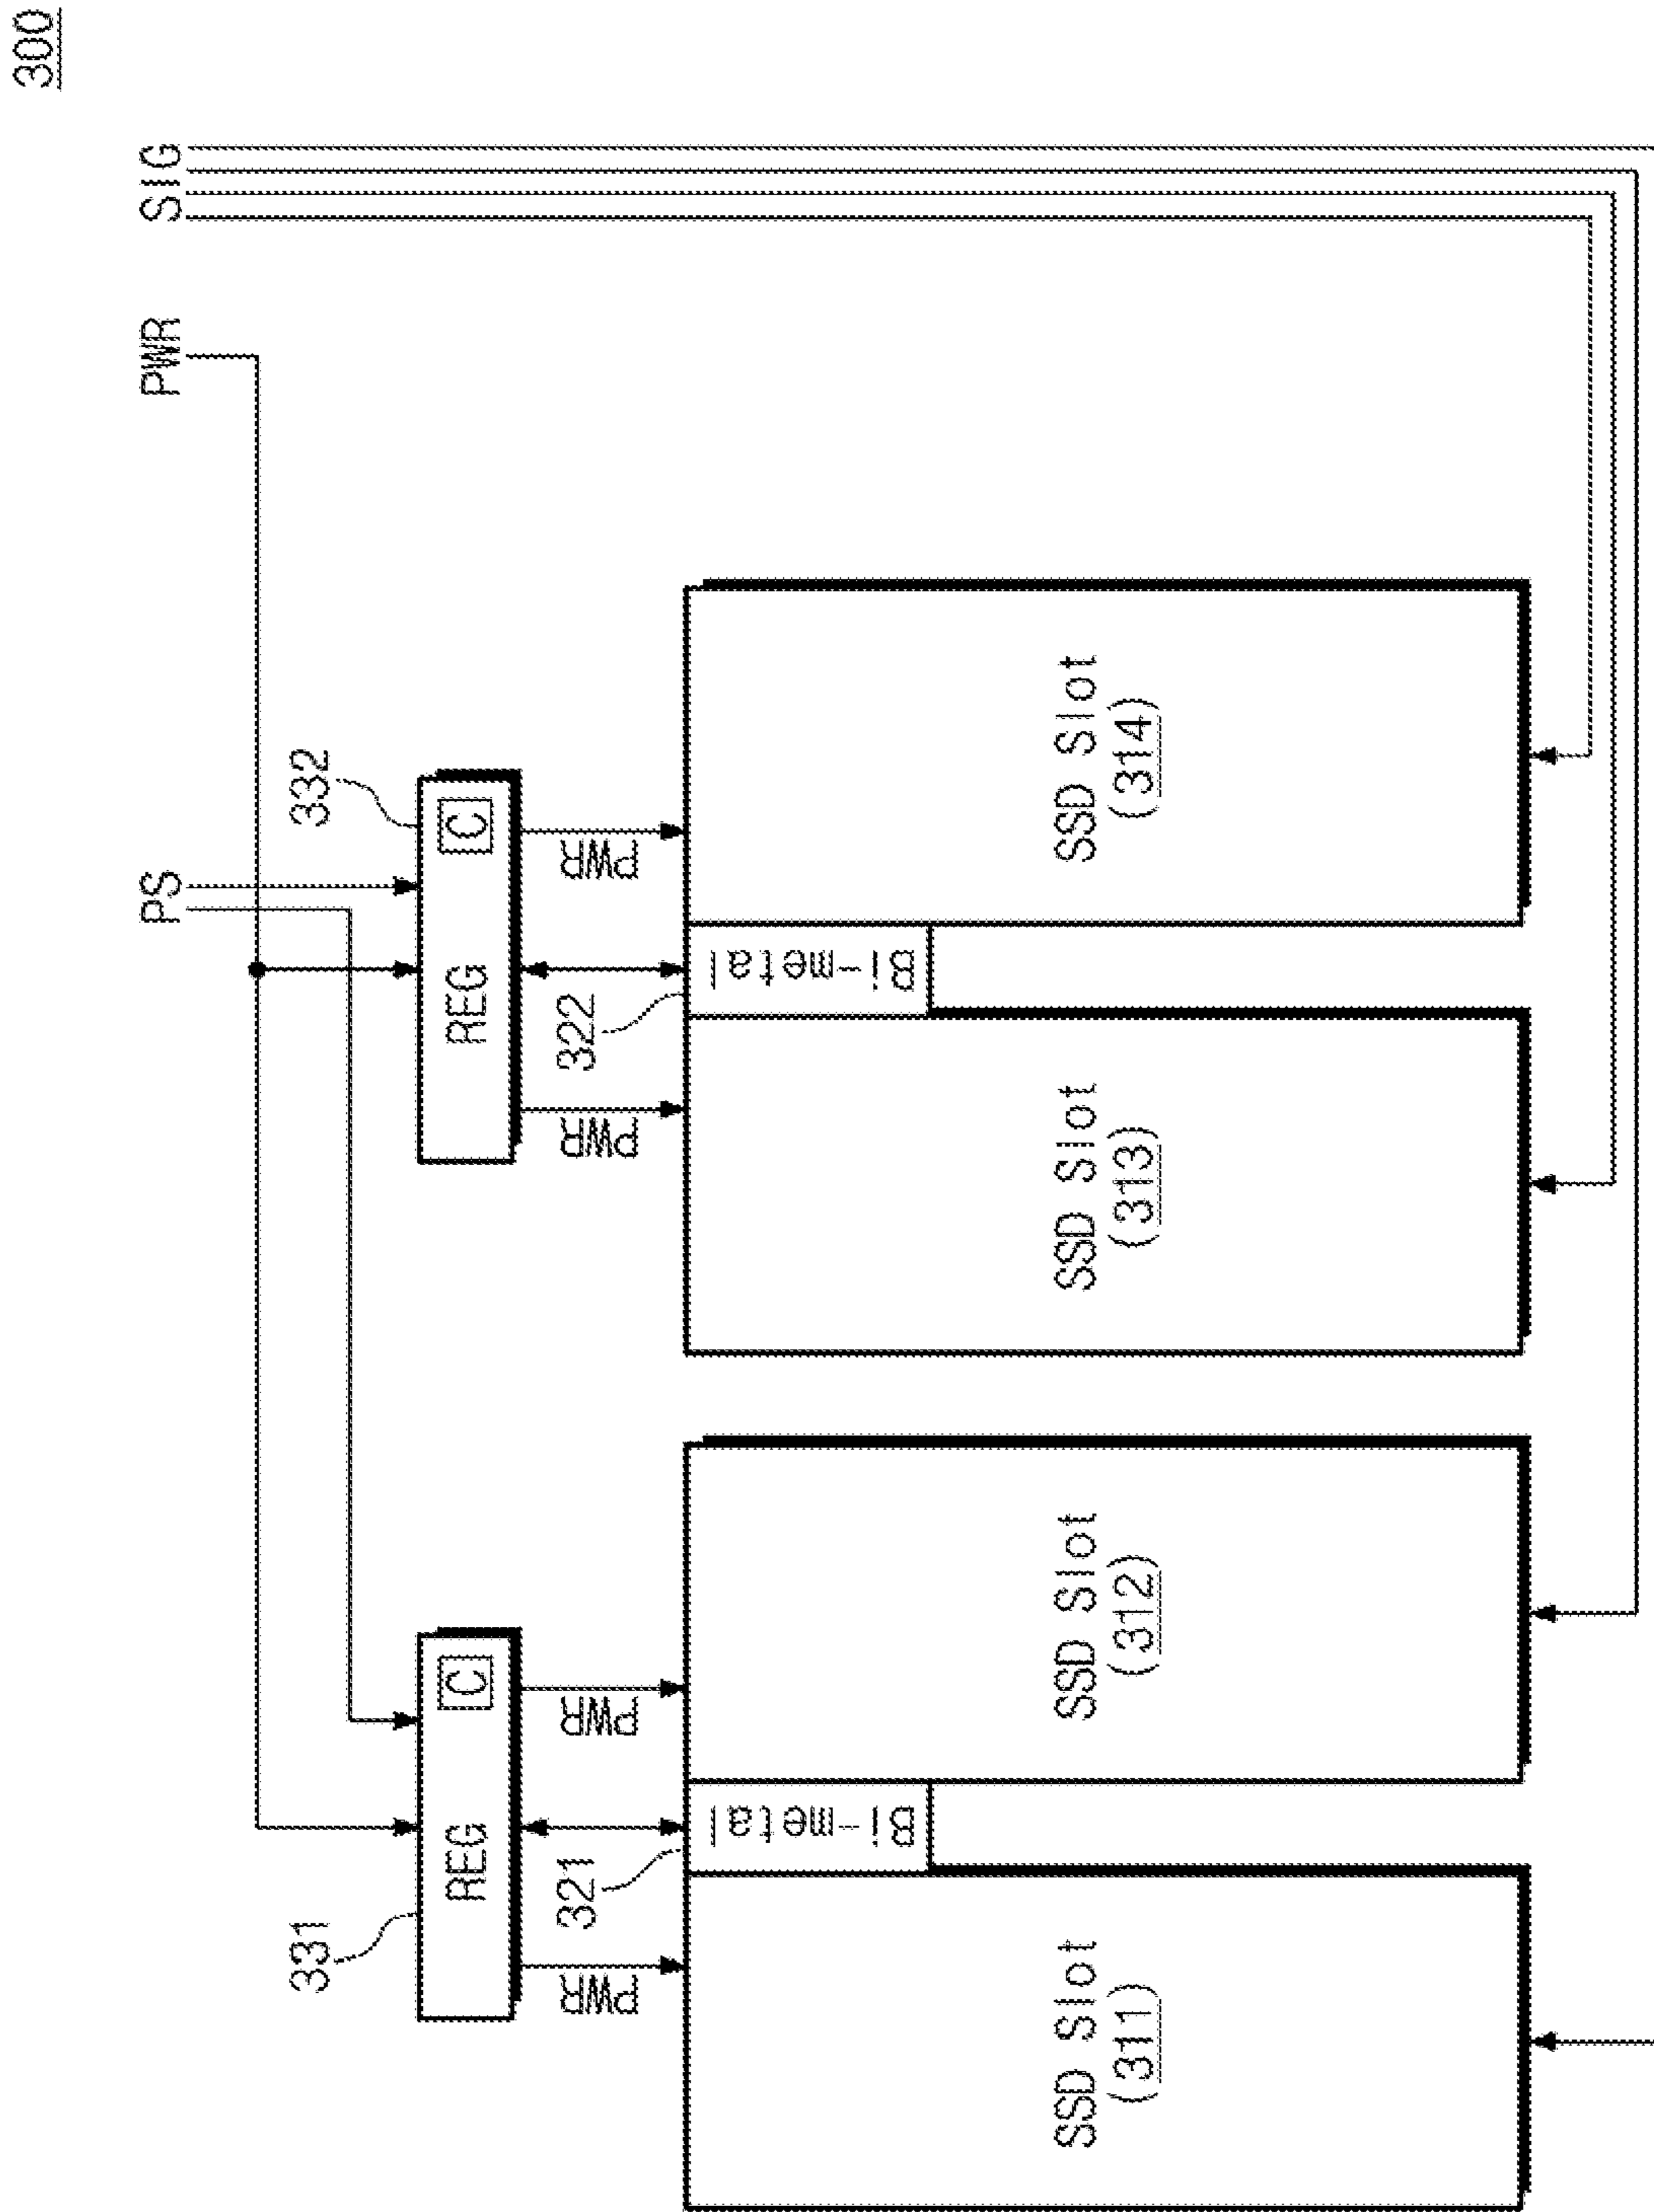 300
PS
PWR
SIG
331
332
REG
C
REG
C
PWR
321
PWR
PWR
322
PWR
Bi-metal
Bi-metal
SSD Slot
(311)
SSD Slot
(312)
SSD Slot
(313)
SSD Slot
(314)